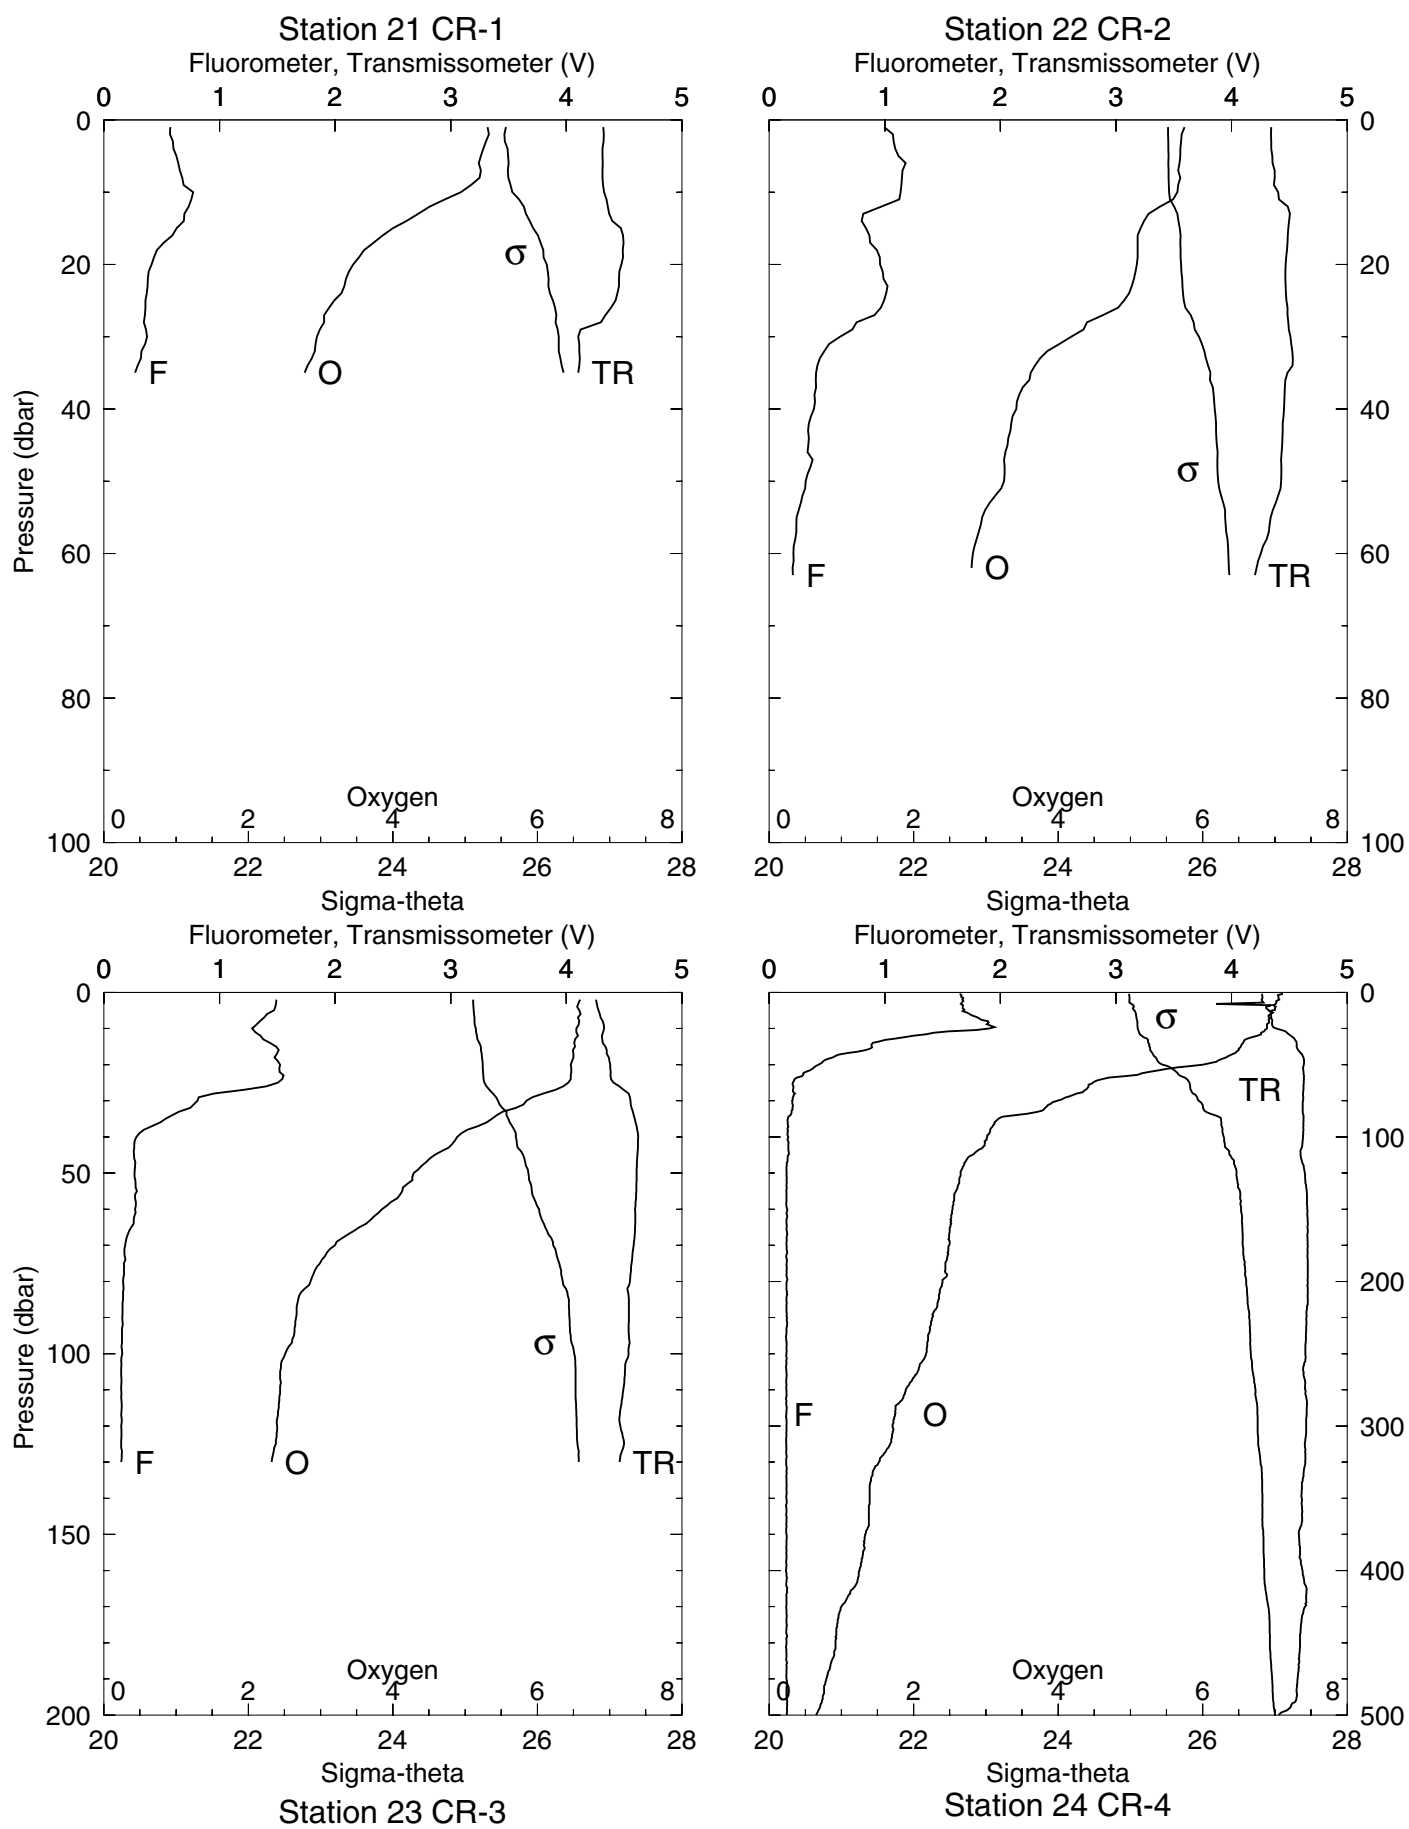 Station 21 CR-1
Fluorometer, Transmissometer (V)
0 1 2 3 4 5
0
20
40
60
80
100
Pressure (dbar)
σ
F O TR
Oxygen
0 2 4 6 8
20 22 24 26 28
Sigma-theta
Station 22 CR-2
Fluorometer, Transmissometer (V)
0 1 2 3 4 5
0
20
40
60
80
100
σ
F O TR
Oxygen
0 2 4 6 8
20 22 24 26 28
Sigma-theta
Fluorometer, Transmissometer (V)
0 1 2 3 4 5
0
50
100
150
200
Pressure (dbar)
σ
F O TR
Oxygen
0 2 4 6 8
20 22 24 26 28
Sigma-theta
Station 23 CR-3
Fluorometer, Transmissometer (V)
0 1 2 3 4 5
0
100
200
300
400
500
σ
TR
F O
Oxygen
0 2 4 6 8
20 22 24 26 28
Sigma-theta
Station 24 CR-4